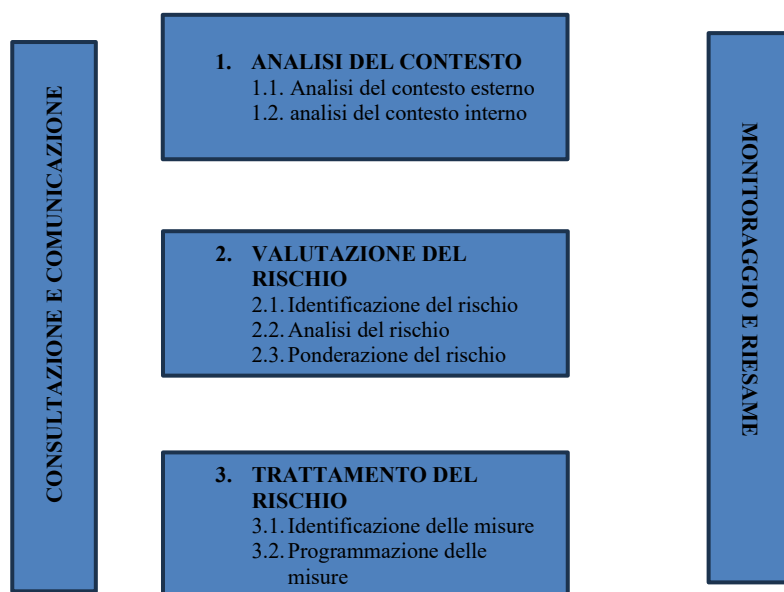 CONSULTAZIONE E COMUNICAZIONE
1. ANALISI DEL CONTESTO
1.1. Analisi del contesto esterno
1.2. analisi del contesto interno
2. VALUTAZIONE DEL
RISCHIO
2.1. Identificazione del rischio
2.2. Analisi del rischio
2.3. Ponderazione del rischio
3. TRATTAMENTO DEL
RISCHIO
3.1. Identificazione delle misure
3.2. Programmazione delle
misure
MONITORAGGIO E RIESAME